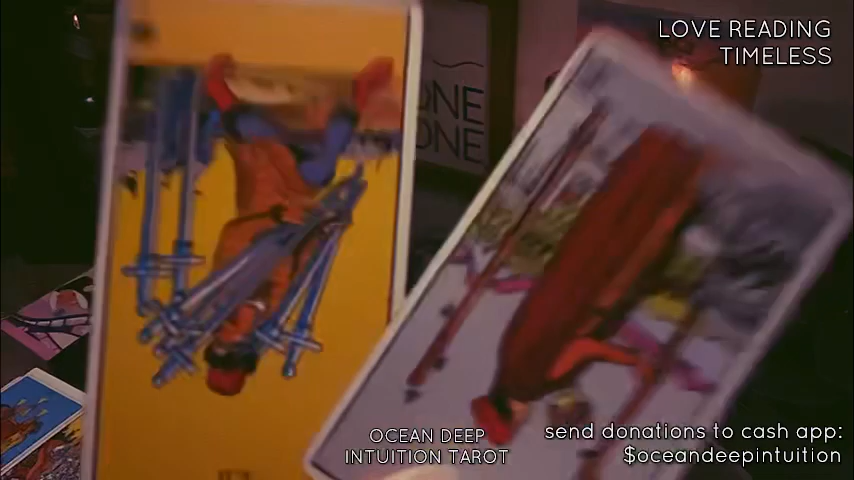 LOVE READING
TIMELESS
ONE
ONE
OCEAN DEEP
INTUITION TAROT
send donations to cash app:
$oceandeepintuition